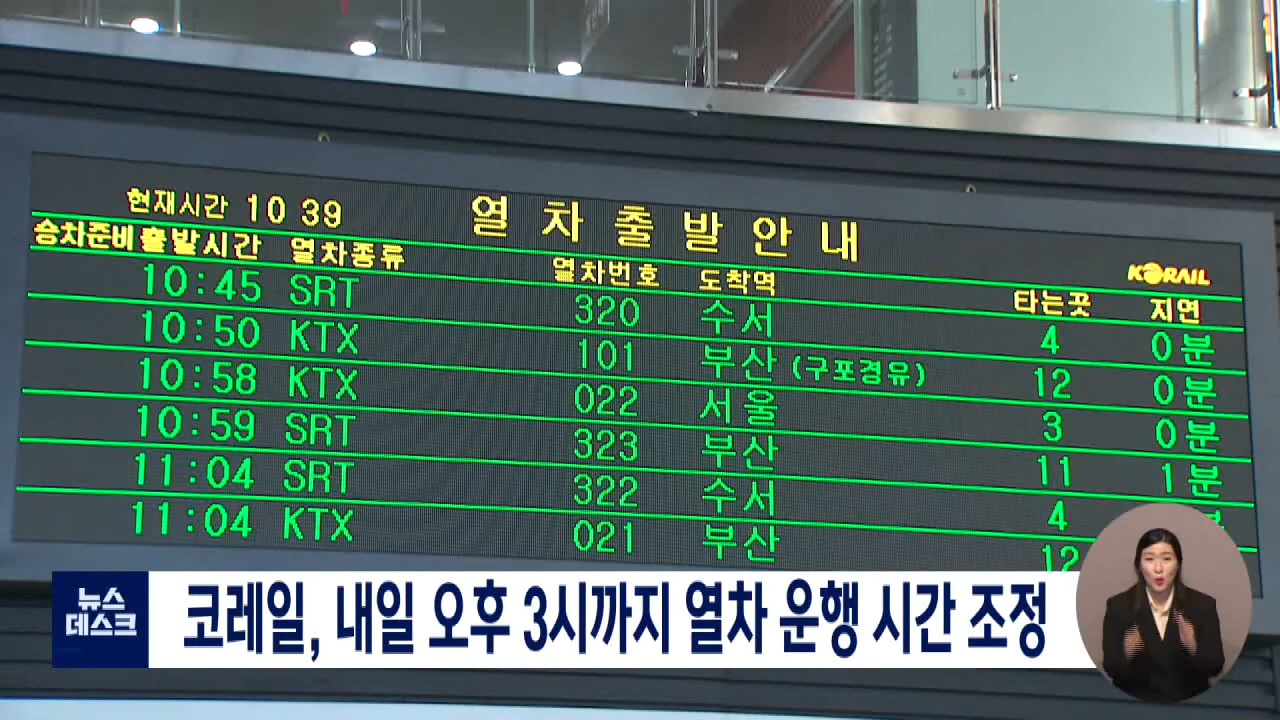 현재시간 10 39 열차출발안내
KORAIL
승차준비 출발시간 열차종류 열차번호 도착역 타는곳 지연
10:45 SRT 320 수서 4 0분
10:50 KTX 101 부산(구포경유) 12 0분
10:58 KTX 022 서울 3 0분
10:59 SRT 323 부산 11 1분
11:04 SRT 322 수서 4
11:04 KTX 021 부산 12
뉴스
데스크
코레일, 내일 오후 3시까지 열차 운행 시간 조정